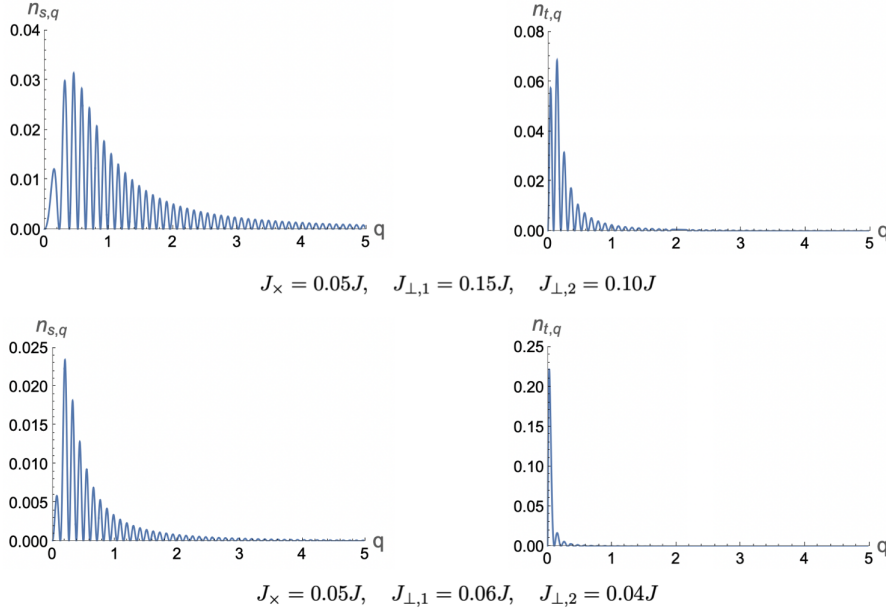 n_{s,q} n_{t,q}
0.04 0.08
0.03 0.06
0.02 0.04
0.01 0.02
0.00 0.00
0 1 2 3 4 5 q 0 1 2 3 4 5 q
J_× = 0.05J, J_{⊥,1} = 0.15J, J_{⊥,2} = 0.10J
n_{s,q} n_{t,q}
0.025 0.25
0.020 0.20
0.015 0.15
0.010 0.10
0.005 0.05
0.000 0.00
0 1 2 3 4 5 q 0 1 2 3 4 5 q
J_× = 0.05J, J_{⊥,1} = 0.06J, J_{⊥,2} = 0.04J